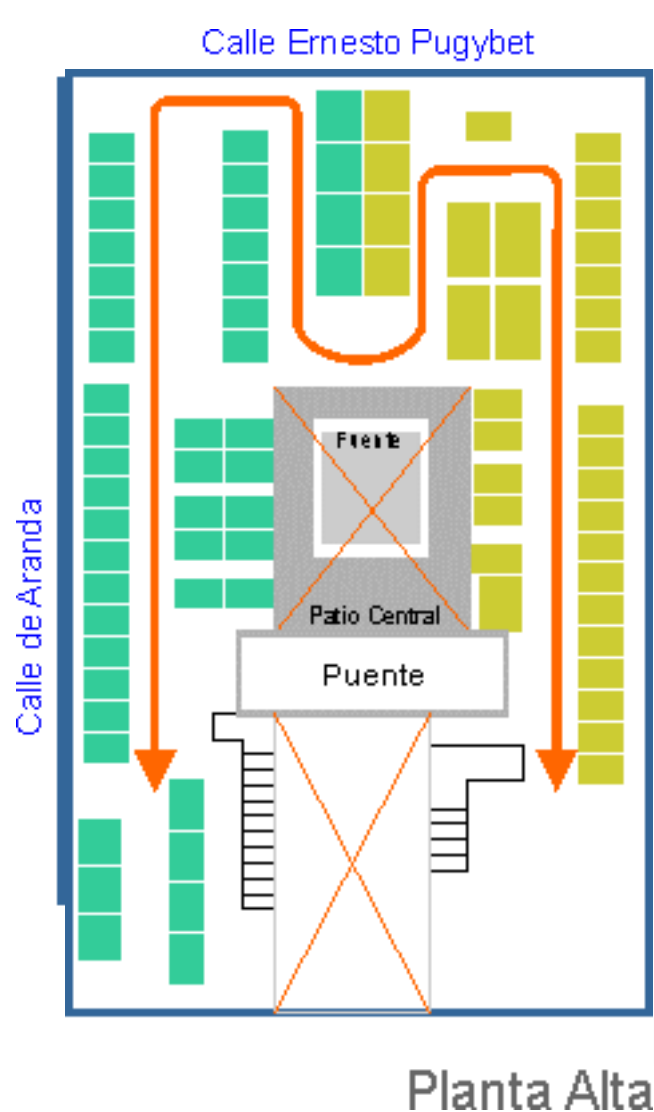 Calle Ernesto Pugybet
Calle de Aranda
Fuente
Patio Central
Puente
Planta Alta